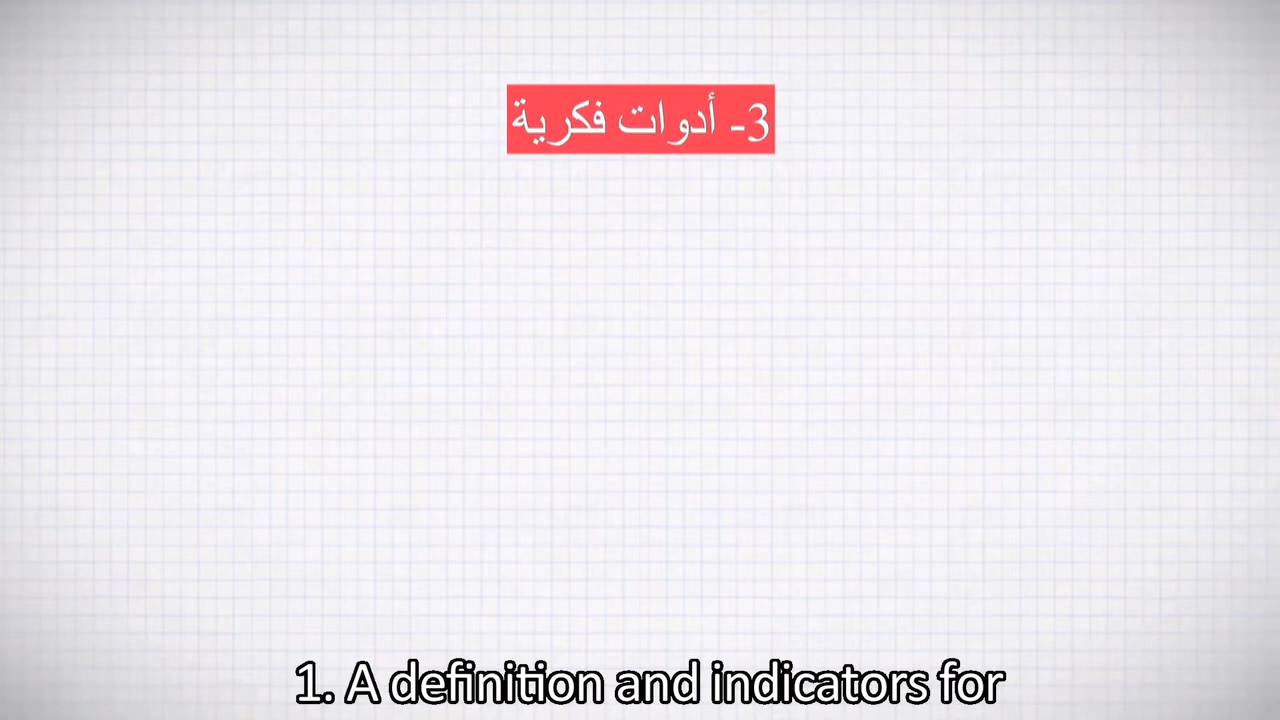 3- أدوات فكرية
1. A definition and indicators for